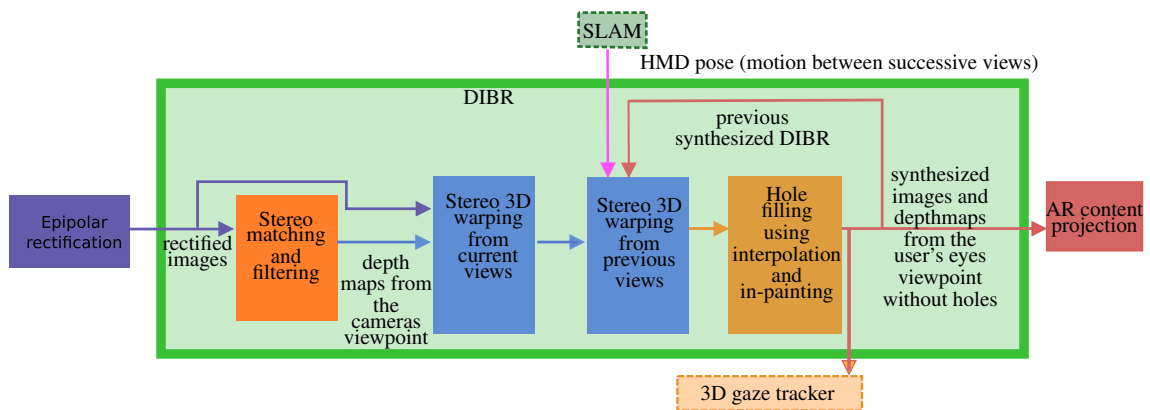 SLAM
HMD pose (motion between successive views)
DIBR
previous
synthesized DIBR
Epipolar
rectification
rectified
images
Stereo
matching
and
filtering
depth
maps from
the
cameras
viewpoint
Stereo 3D
warping
from
current
views
Stereo 3D
warping
from
previous
views
Hole
filling
using
interpolation
and
in-painting
synthesized
images and
depthmaps
from the
user's eyes
viewpoint
without holes
AR content
projection
3D gaze tracker